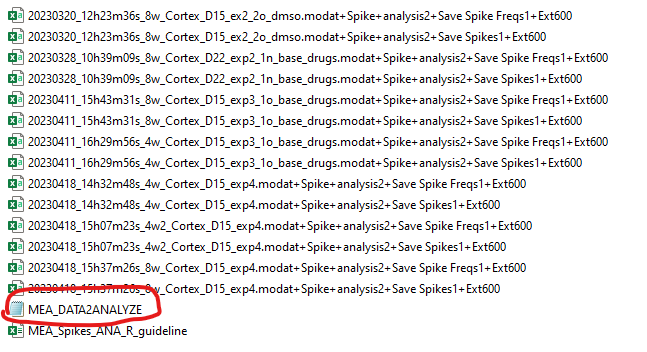 20230320_12h23m36s_8w_Cortex_D15_ex2_2o_dmso.modat+Spike+analysis2+Save Spike Freqs1+Ext600
20230320_12h23m36s_8w_Cortex_D15_ex2_2o_dmso.modat+Spike+analysis2+Save Spikes1+Ext600
20230328_10h39m09s_8w_Cortex_D22_exp2_1n_base_drugs.modat+Spike+analysis2+Save Spike Freqs1+Ext600
20230328_10h39m09s_8w_Cortex_D22_exp2_1n_base_drugs.modat+Spike+analysis2+Save Spikes1+Ext600
20230411_15h43m31s_8w_Cortex_D15_exp3_1o_base_drugs.modat+Spike+analysis2+Save Spike Freqs1+Ext600
20230411_15h43m31s_8w_Cortex_D15_exp3_1o_base_drugs.modat+Spike+analysis2+Save Spikes1+Ext600
20230411_16h29m56s_4w_Cortex_D15_exp3_1o_base_drugs.modat+Spike+analysis2+Save Spike Freqs1+Ext600
20230411_16h29m56s_4w_Cortex_D15_exp3_1o_base_drugs.modat+Spike+analysis2+Save Spikes1+Ext600
20230418_14h32m48s_4w_Cortex_D15_exp4.modat+Spike+analysis2+Save Spike Freqs1+Ext600
20230418_14h32m48s_4w_Cortex_D15_exp4.modat+Spike+analysis2+Save Spikes1+Ext600
20230418_15h07m23s_4w2_Cortex_D15_exp4.modat+Spike+analysis2+Save Spike Freqs1+Ext600
20230418_15h07m23s_4w2_Cortex_D15_exp4.modat+Spike+analysis2+Save Spikes1+Ext600
20230418_15h37m26s_8w_Cortex_D15_exp4.modat+Spike+analysis2+Save Spike Freqs1+Ext600
20230418_15h37m26s_8w_Cortex_D15_exp4.modat+Spike+analysis2+Save Spikes1+Ext600
MEA_DATA2ANALYZE
MEA_Spikes_ANA_R_guideline